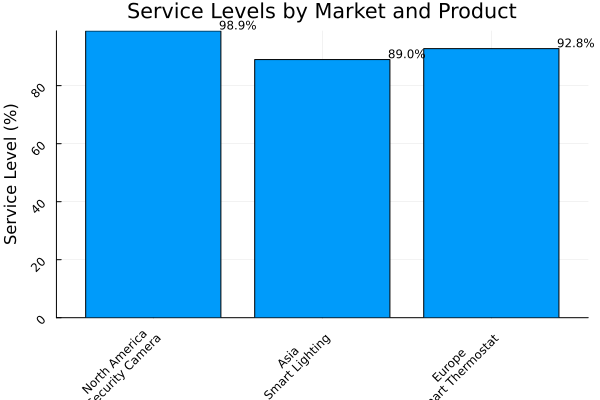 Service Levels by Market and Product
98.9%
89.0%
92.8%
Service Level (%)
80
60
40
20
0
North America
ecurity Camera
Asia
Smart Lighting
Europe
art Thermostat